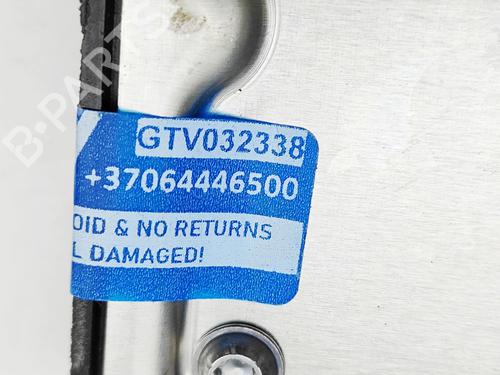 B-PARTS
GTV032338
+37064446500
OID & NO RETURNS
L DAMAGED!